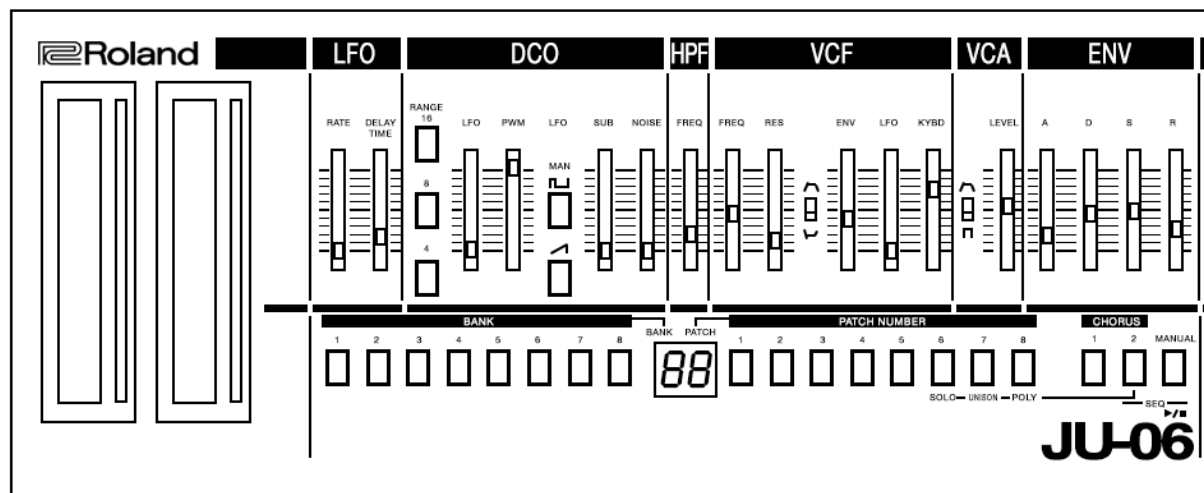 Roland
LFO DCO HPF VCF VCA ENV
RATE DELAY TIME RANGE 16 LFO PWM LFO SUB NOISE FREQ FREQ RES ENV LFO KYBD LEVEL A D S R
MAN
8
4
BANK PATCH NUMBER CHORUS
BANK PATCH
1 2 3 4 5 6 7 8 1 2 3 4 5 6 7 8 1 2 MANUAL
88
SOLO UNISON POLY
SEQ
JU-06